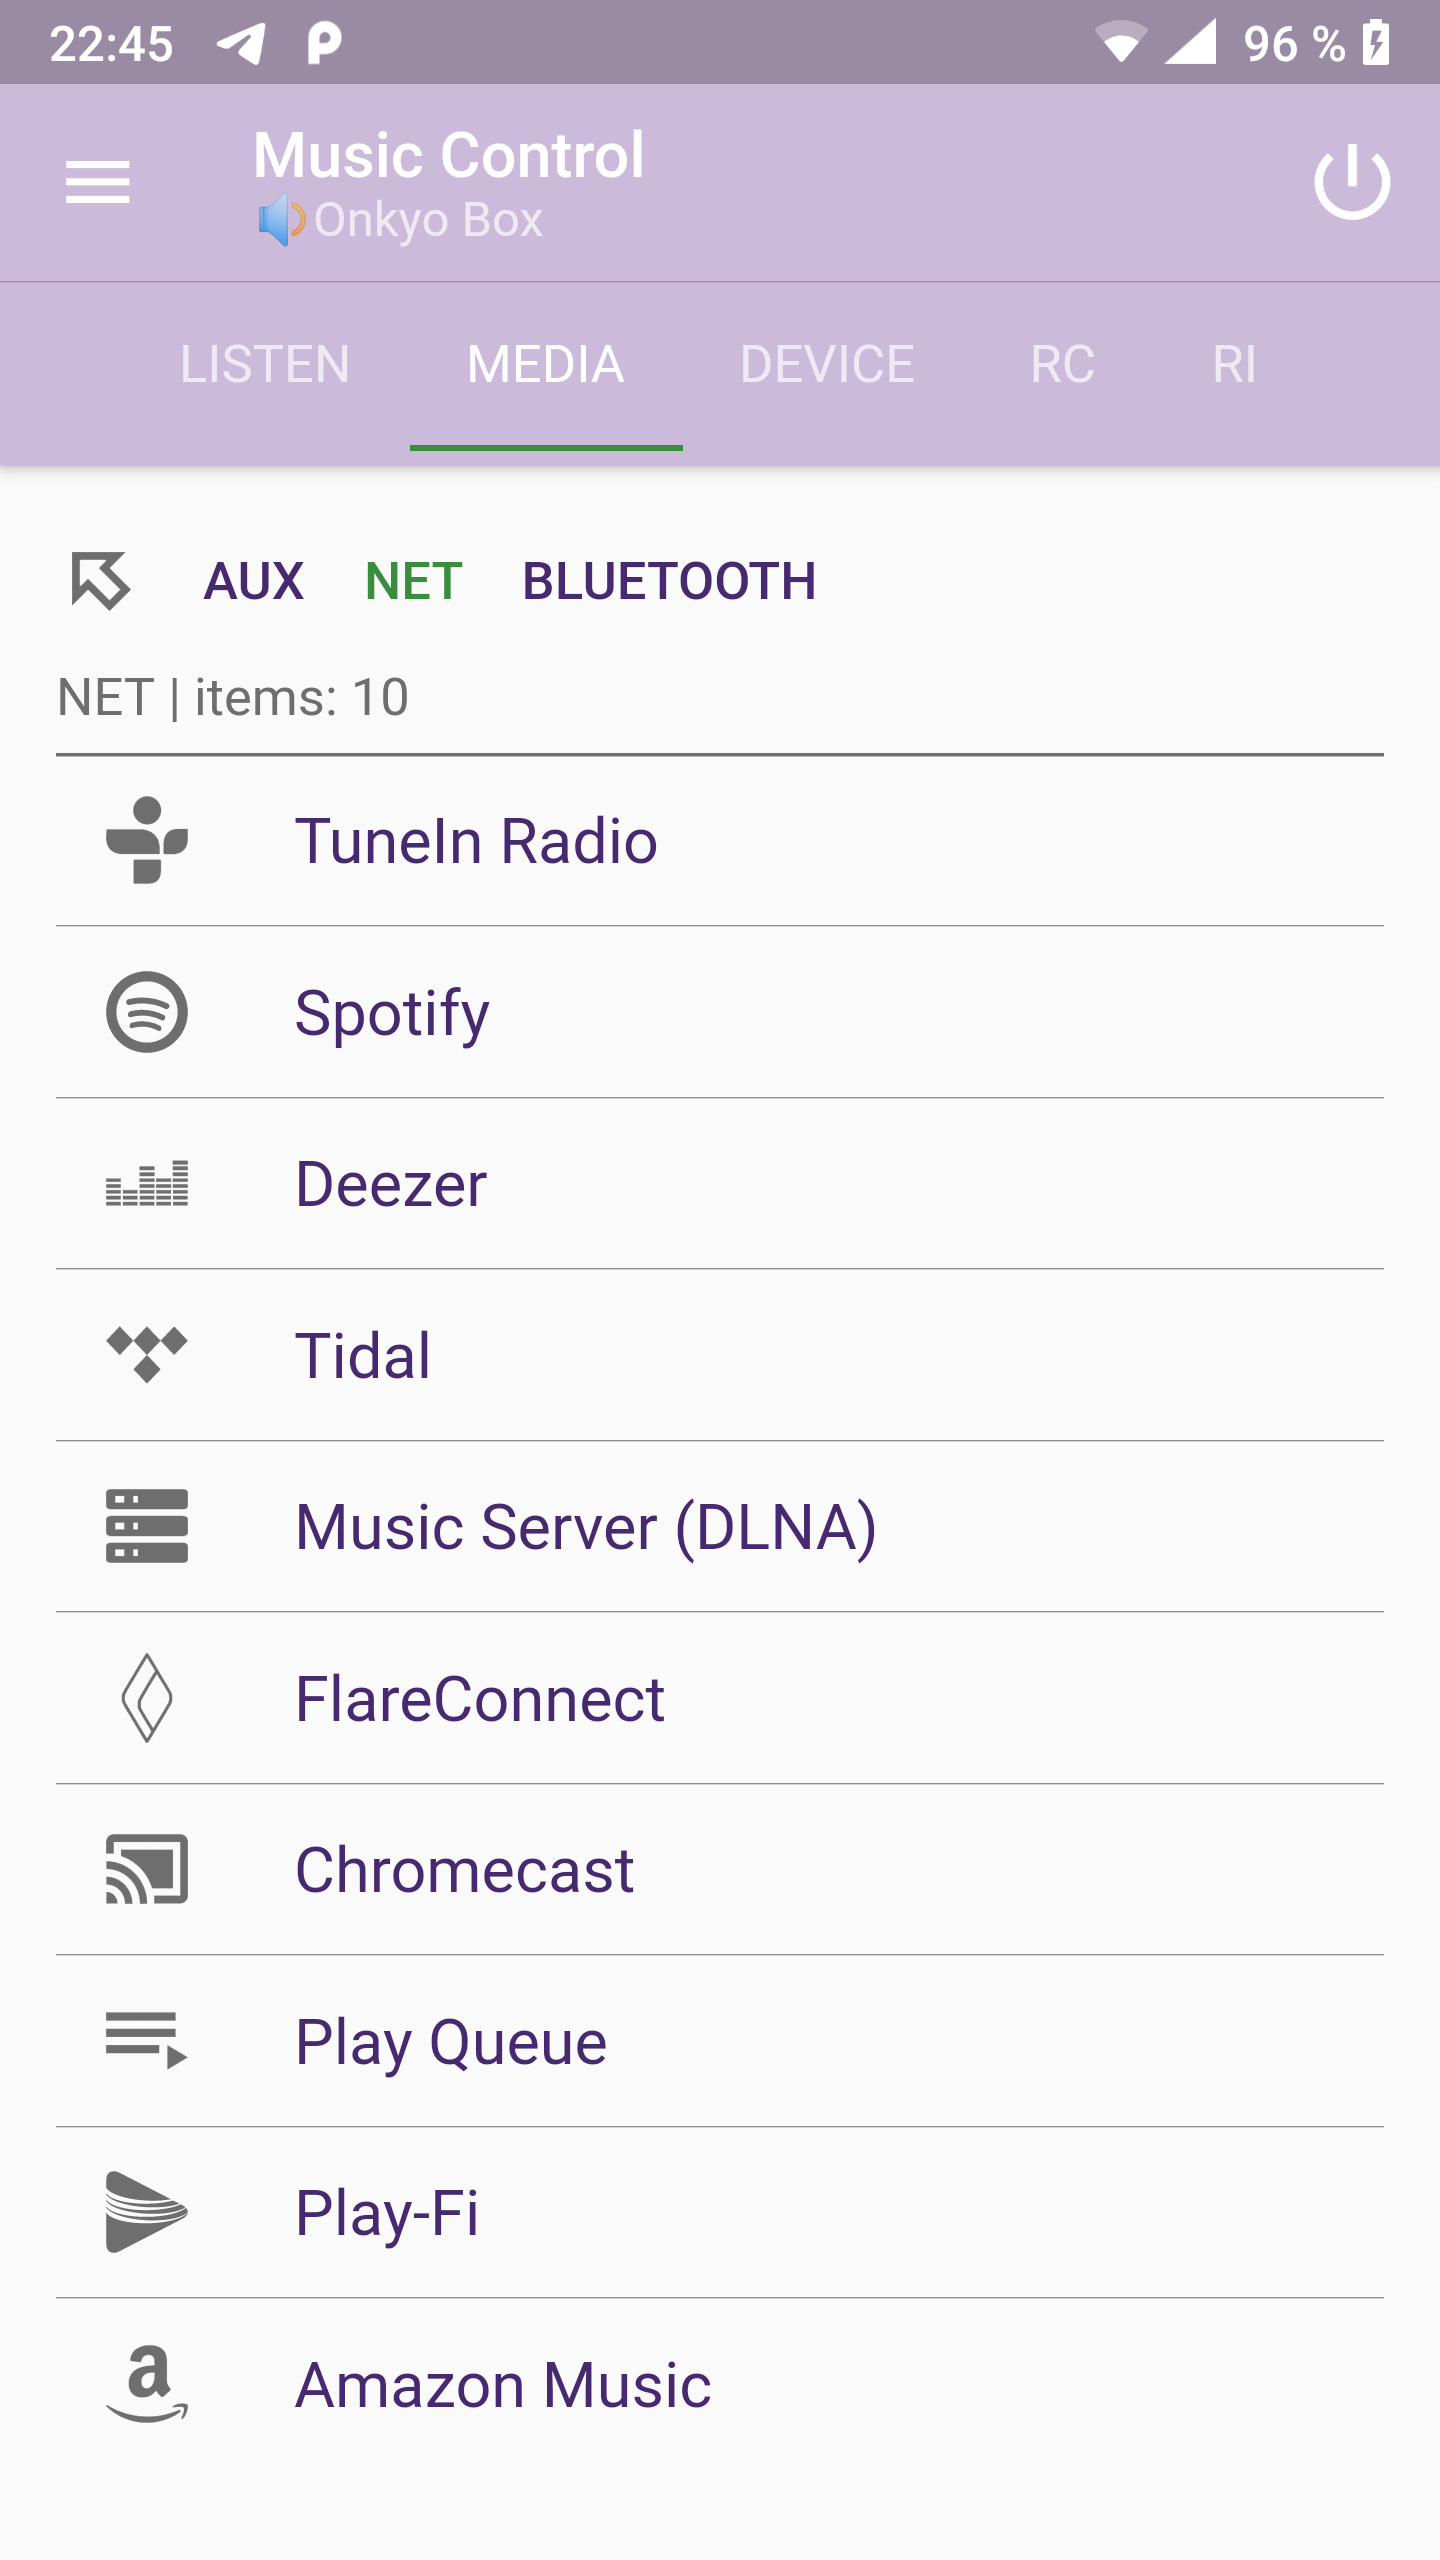 22:45 96 %
Music Control
Onkyo Box
LISTEN MEDIA DEVICE RC RI
AUX NET BLUETOOTH
NET | items: 10
TuneIn Radio
Spotify
Deezer
Tidal
Music Server (DLNA)
FlareConnect
Chromecast
Play Queue
Play-Fi
Amazon Music